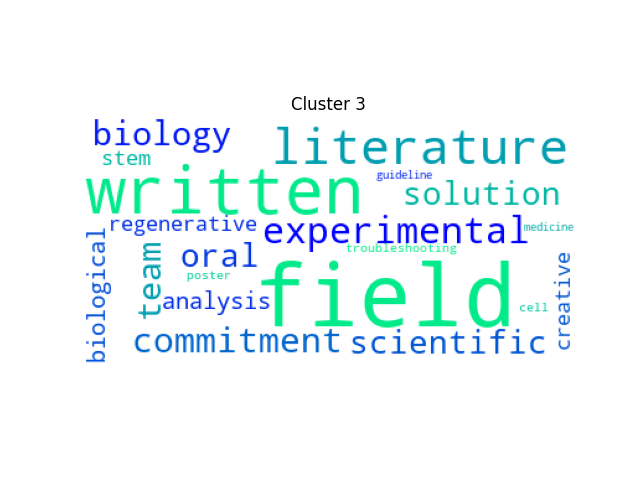 Cluster 3
biology
literature
stem
written
guideline
solution
regenerative
experimental
medicine
biological
team
oral
troubleshooting
poster
field
creative
analysis
cell
commitment
scientific